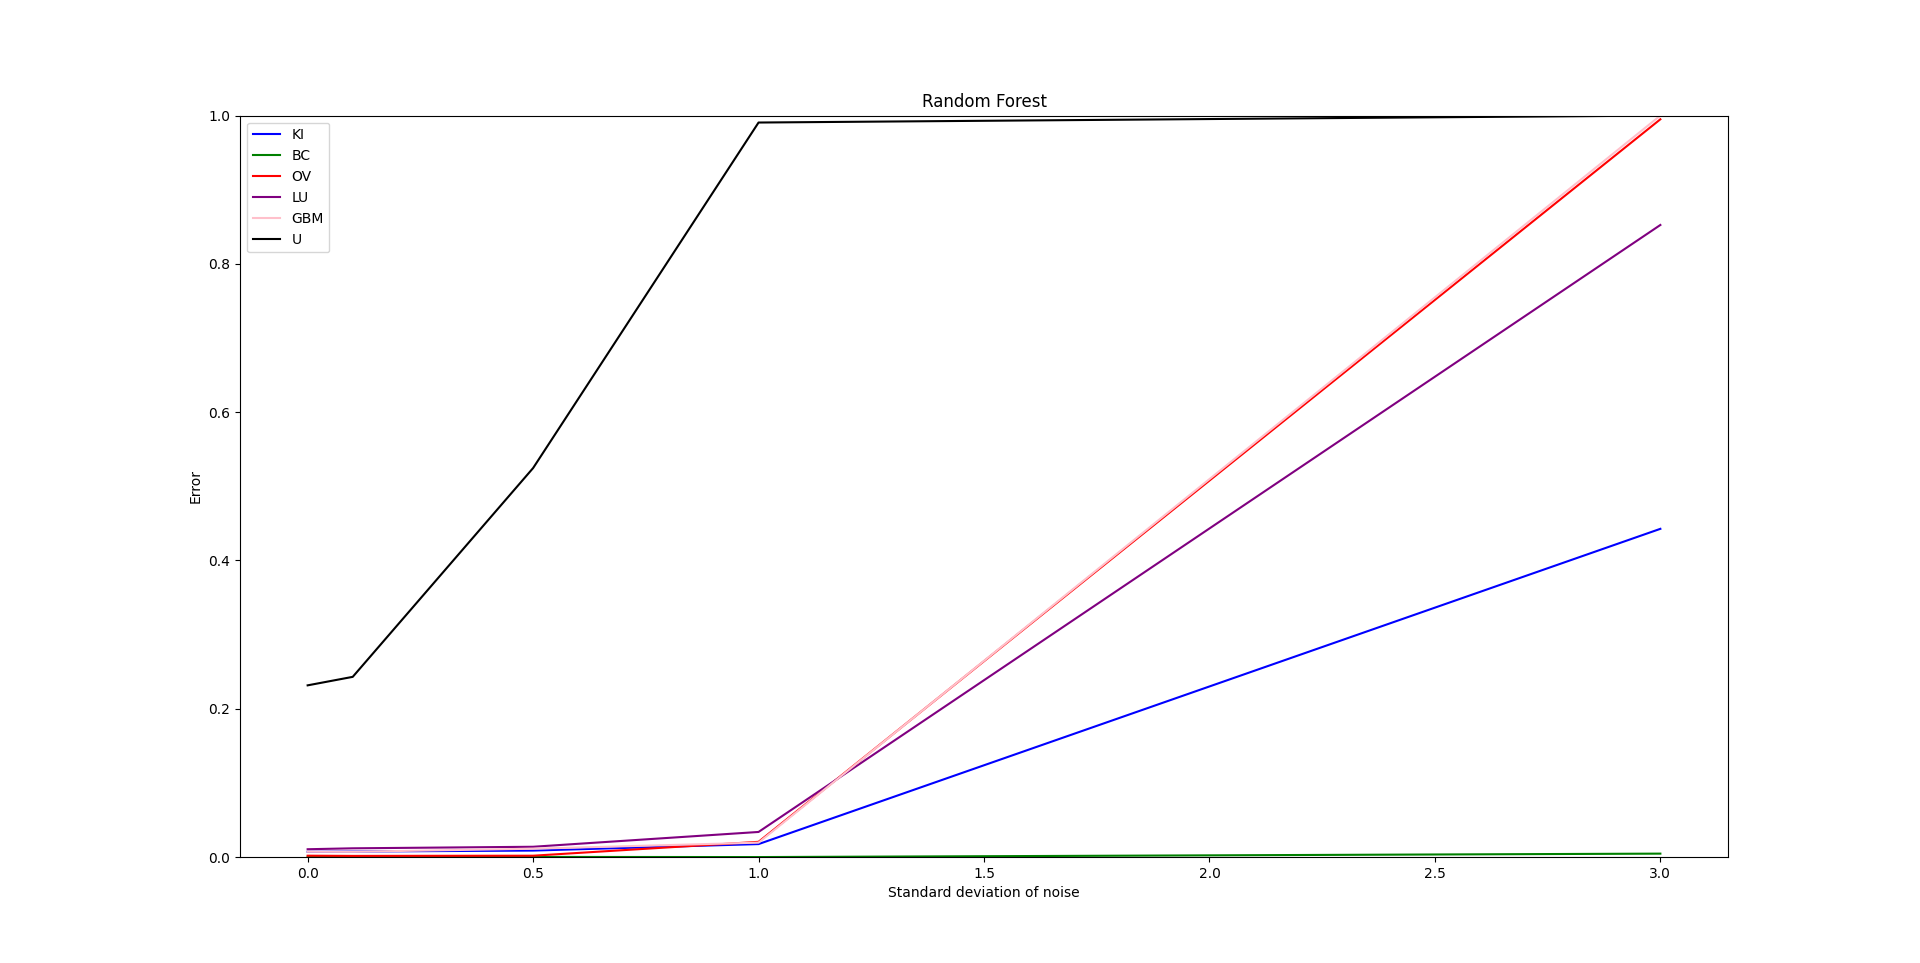 Random Forest
1.0
0.8
0.6
0.4
0.2
0.0
Error
KI
BC
OV
LU
GBM
U
0.0 0.5 1.0 1.5 2.0 2.5 3.0
Standard deviation of noise